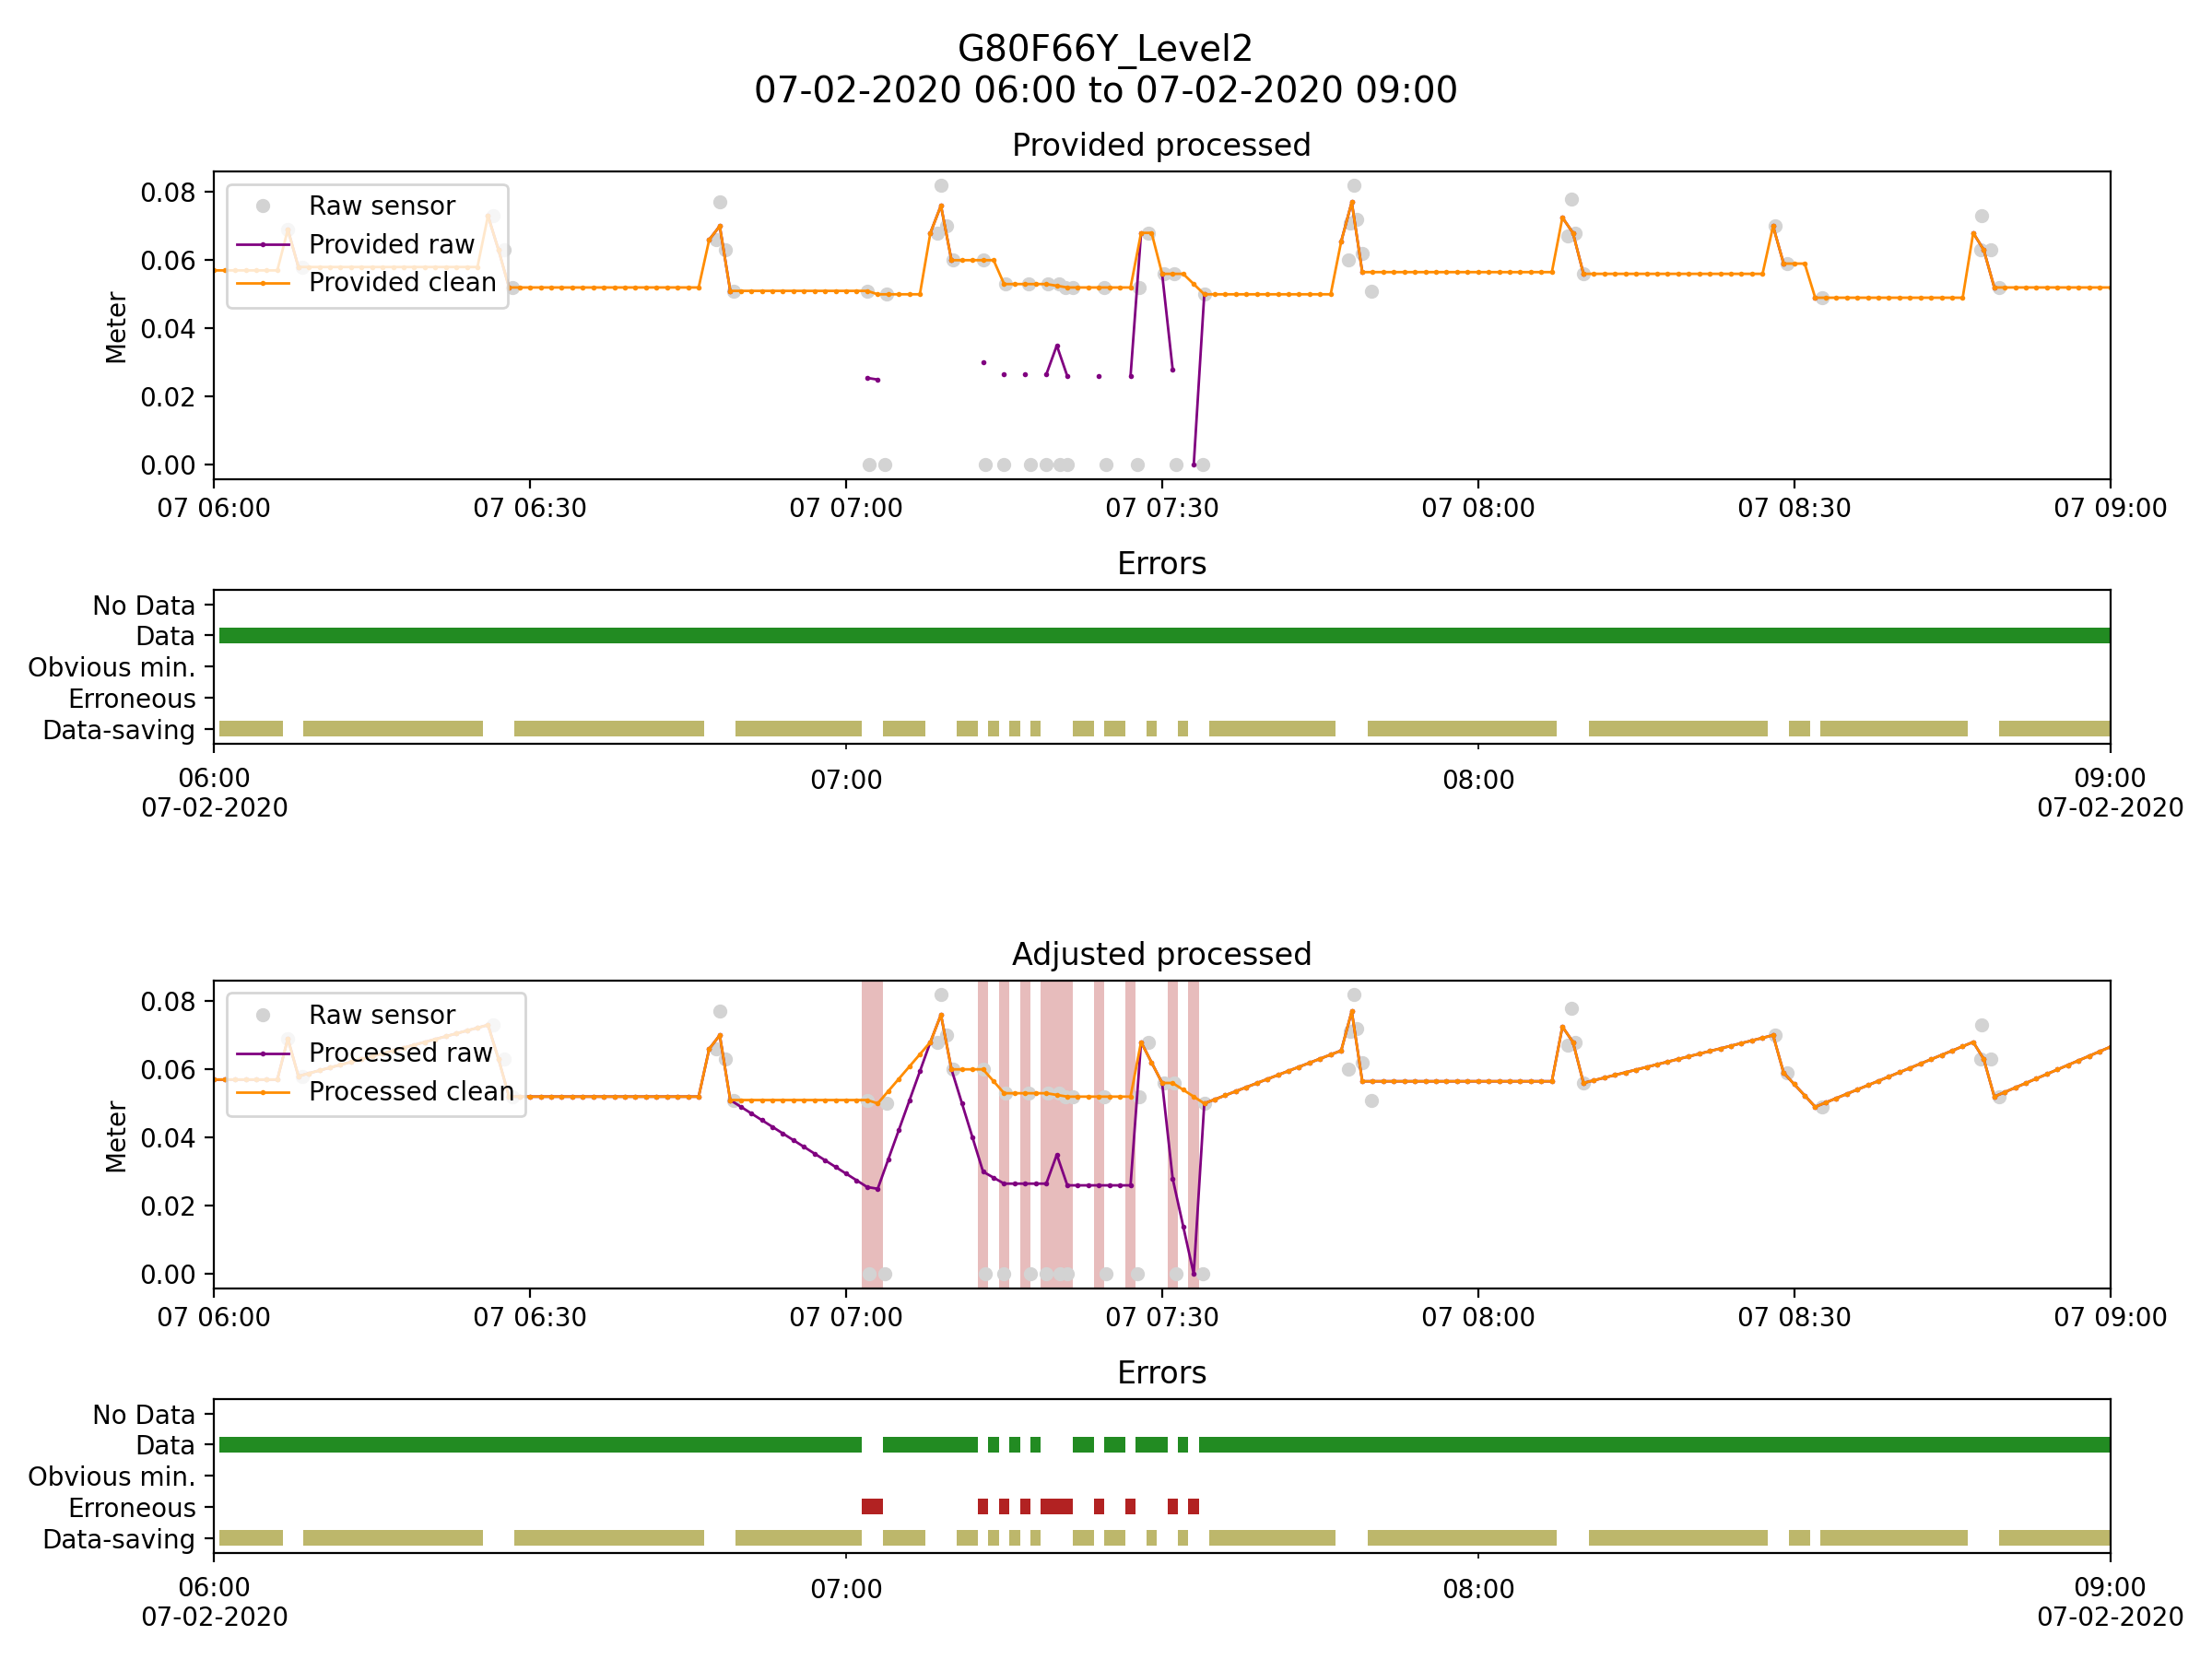 G80F66Y_Level2
07-02-2020 06:00 to 07-02-2020 09:00
Provided processed
Raw sensor
Provided raw
Provided clean
Meter
0.08
0.06
0.04
0.02
0.00
07 06:00 07 06:30 07 07:00 07 07:30 07 08:00 07 08:30 07 09:00
Errors
No Data
Data
Obvious min.
Erroneous
Data-saving
06:00 07:00 08:00 09:00
07-02-2020 07-02-2020
Adjusted processed
Raw sensor
Processed raw
Processed clean
Meter
0.08
0.06
0.04
0.02
0.00
07 06:00 07 06:30 07 07:00 07 07:30 07 08:00 07 08:30 07 09:00
Errors
No Data
Data
Obvious min.
Erroneous
Data-saving
06:00 07:00 08:00 09:00
07-02-2020 07-02-2020